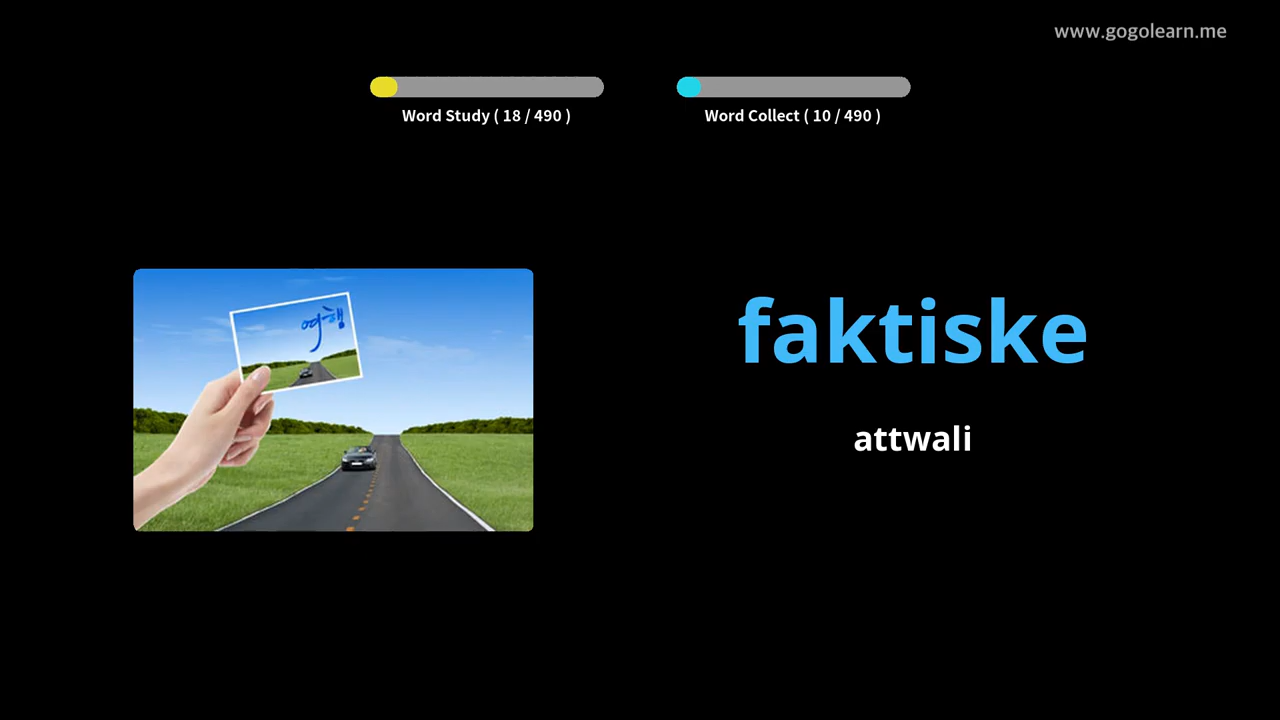 www.gogolearn.me
Word Study ( 18 / 490 )
Word Collect ( 10 / 490 )
여행
faktiske
attwali